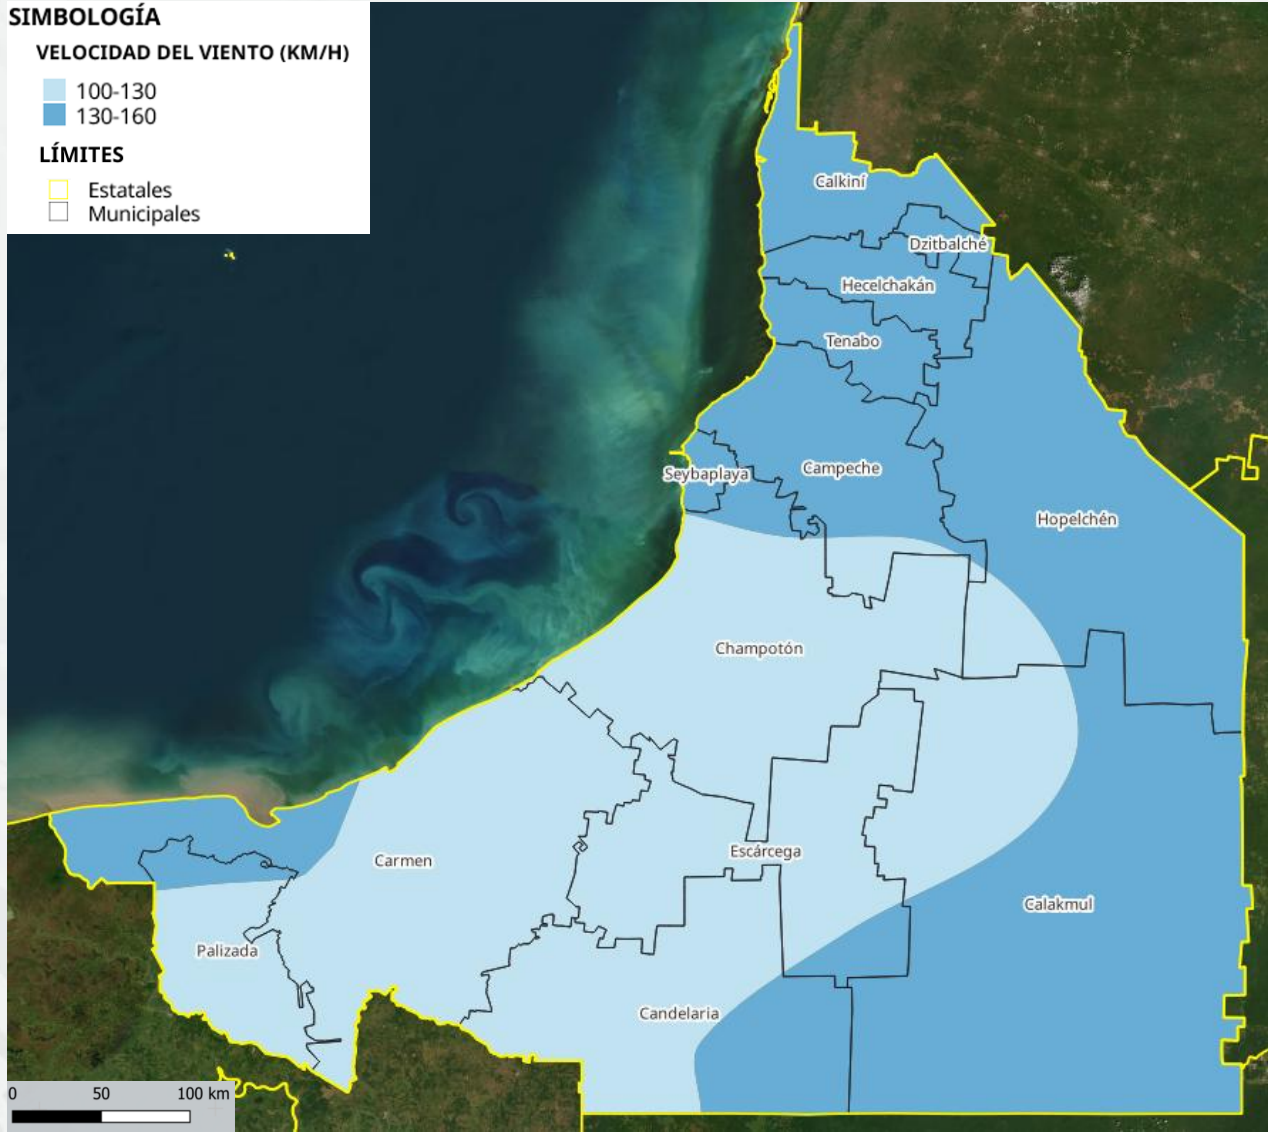 SIMBOLOGÍA
VELOCIDAD DEL VIENTO (KM/H)
100-130
130-160
LÍMITES
Estatales
Municipales
Calkiní
Dzitbalché
Hecelchakán
Tenabo
Seybaplaya
Campeche
Hopelchén
Champotón
Escárcega
Carmen
Calakmul
Palizada
Candelaria
0 50 100 km